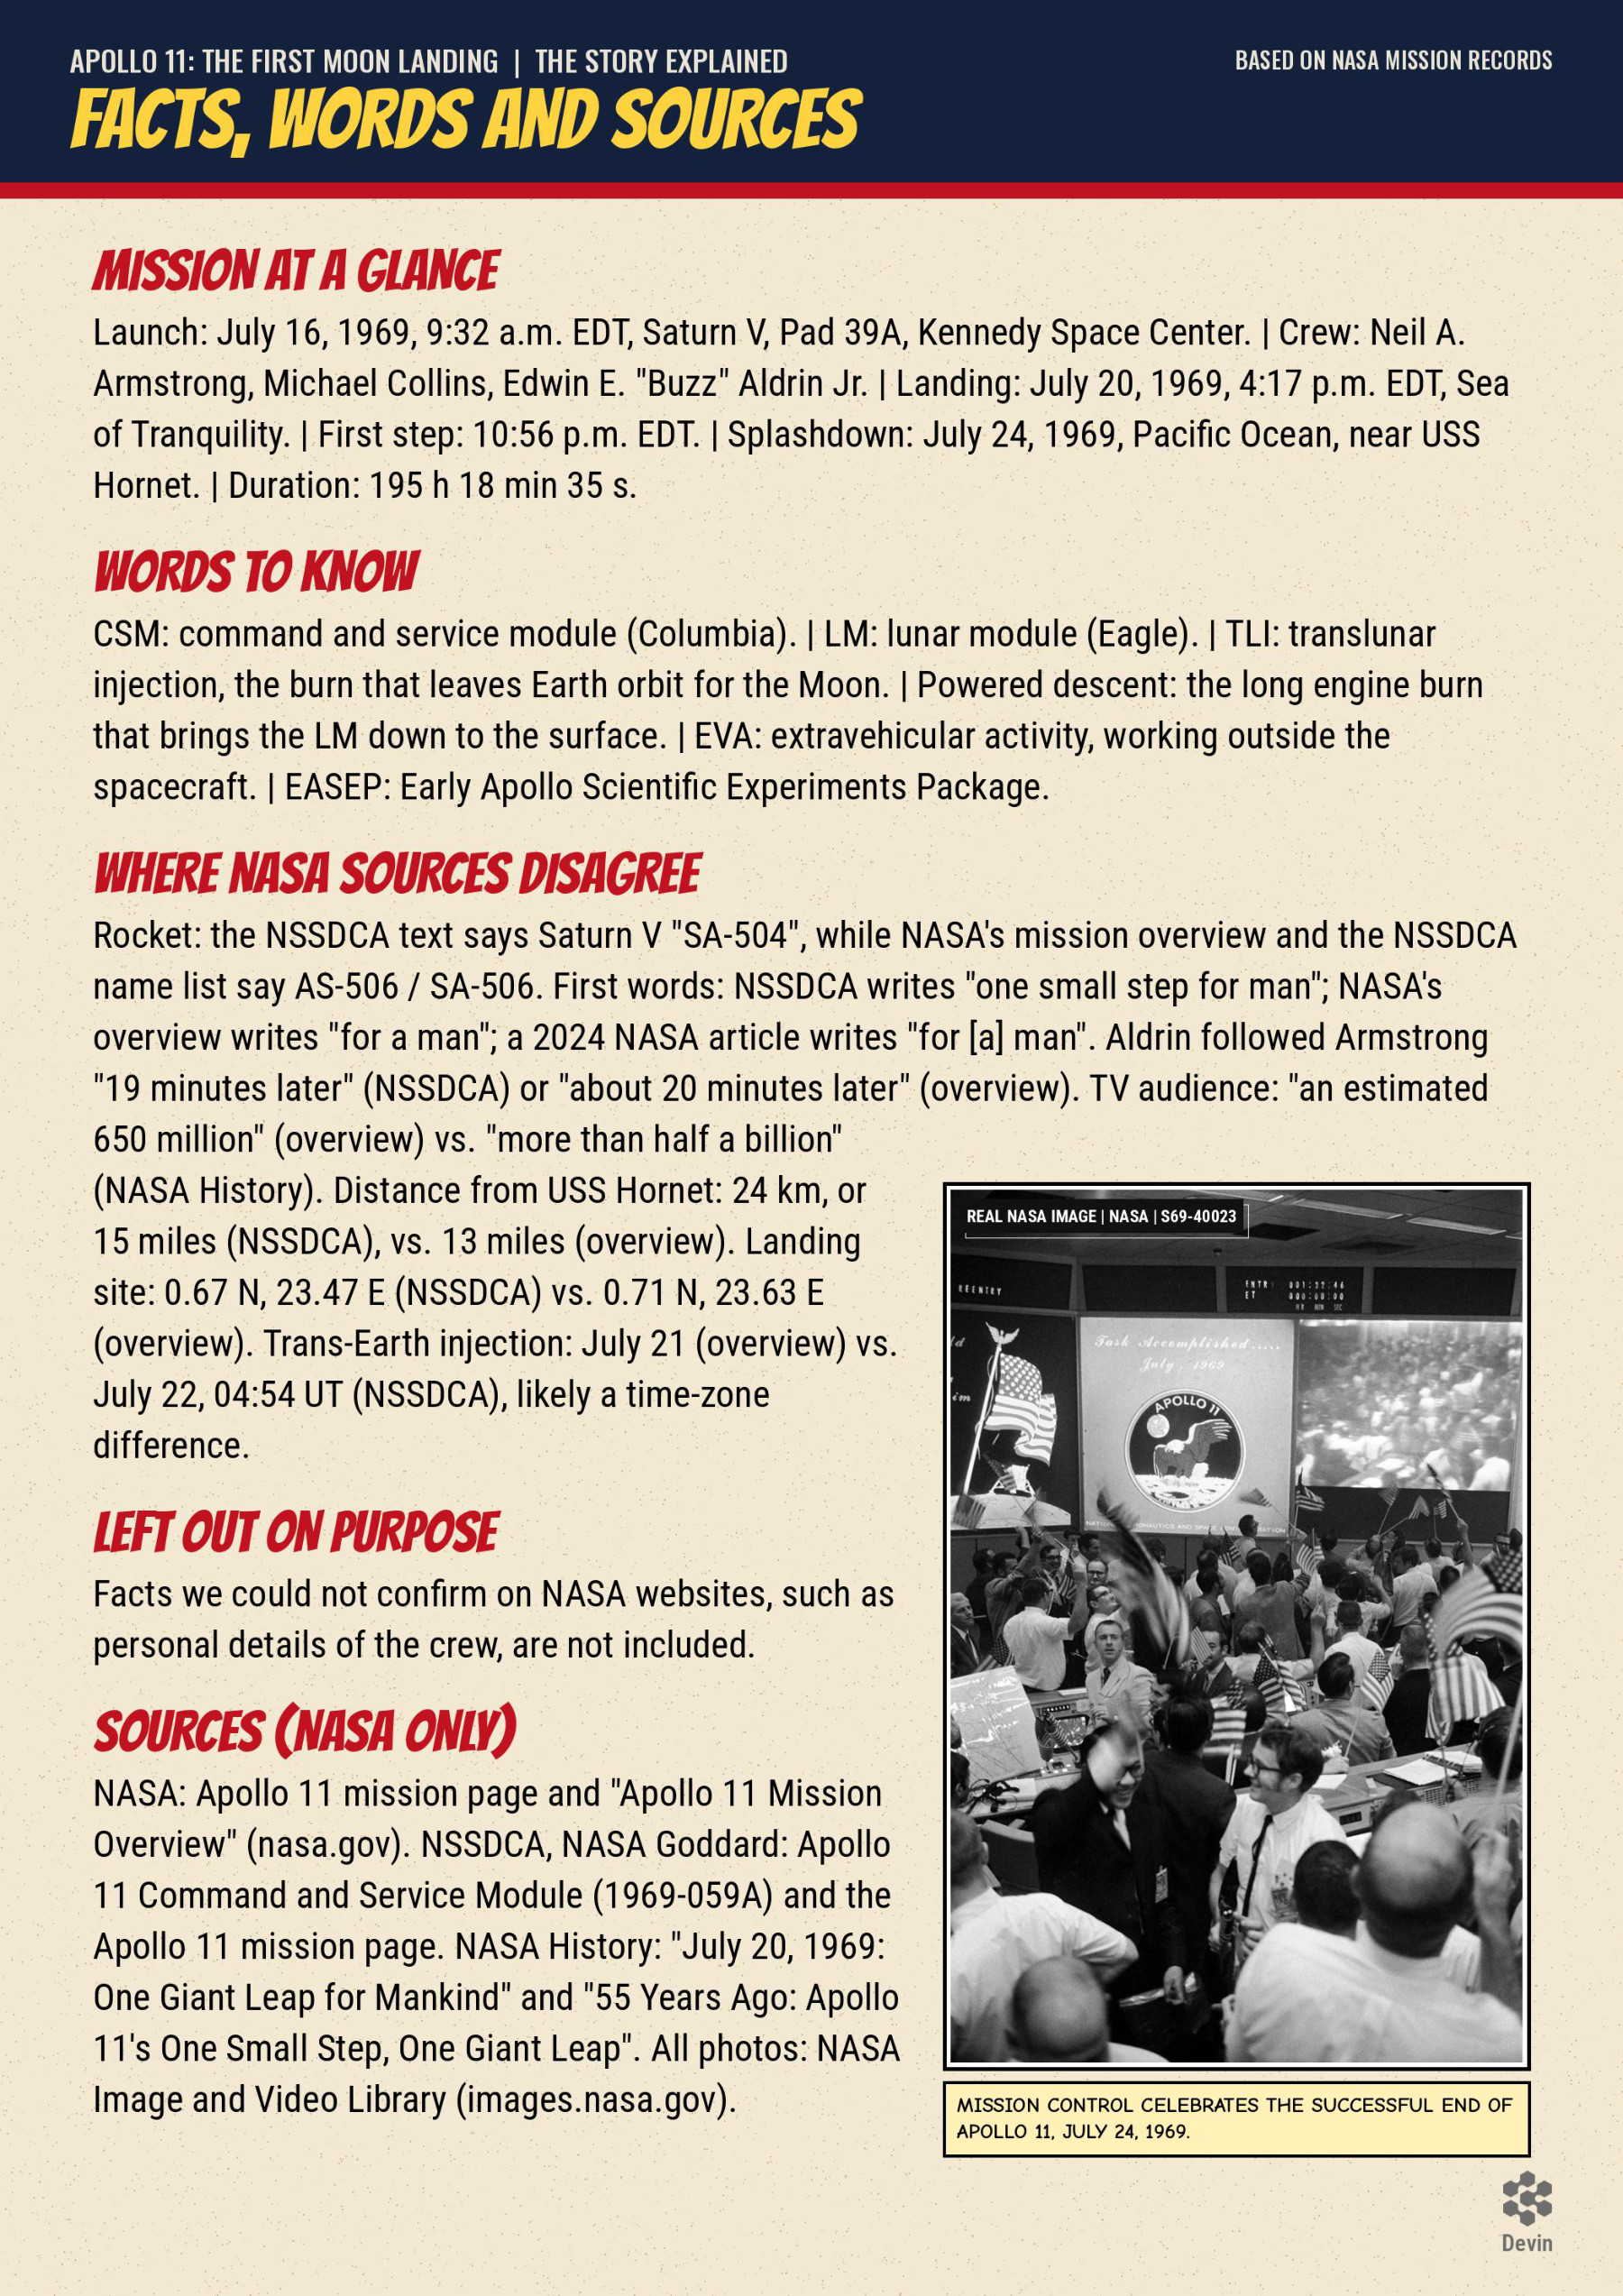 APOLLO 11: THE FIRST MOON LANDING | THE STORY EXPLAINED
BASED ON NASA MISSION RECORDS
FACTS, WORDS AND SOURCES
MISSION AT A GLANCE
Launch: July 16, 1969, 9:32 a.m. EDT, Saturn V, Pad 39A, Kennedy Space Center. | Crew: Neil A.
Armstrong, Michael Collins, Edwin E. "Buzz" Aldrin Jr. | Landing: July 20, 1969, 4:17 p.m. EDT, Sea
of Tranquility. | First step: 10:56 p.m. EDT. | Splashdown: July 24, 1969, Pacific Ocean, near USS
Hornet. | Duration: 195 h 18 min 35 s.
WORDS TO KNOW
CSM: command and service module (Columbia). | LM: lunar module (Eagle). | TLI: translunar
injection, the burn that leaves Earth orbit for the Moon. | Powered descent: the long engine burn
that brings the LM down to the surface. | EVA: extravehicular activity, working outside the
spacecraft. | EASEP: Early Apollo Scientific Experiments Package.
WHERE NASA SOURCES DISAGREE
Rocket: the NSSDCA text says Saturn V "SA-504", while NASA's mission overview and the NSSDCA
name list say AS-506 / SA-506. First words: NSSDCA writes "one small step for man"; NASA's
overview writes "for a man"; a 2024 NASA article writes "for [a] man". Aldrin followed Armstrong
"19 minutes later" (NSSDCA) or "about 20 minutes later" (overview). TV audience: "an estimated
650 million" (overview) vs. "more than half a billion"
(NASA History). Distance from USS Hornet: 24 km, or
15 miles (NSSDCA), vs. 13 miles (overview). Landing
site: 0.67 N, 23.47 E (NSSDCA) vs. 0.71 N, 23.63 E
(overview). Trans-Earth injection: July 21 (overview) vs.
July 22, 04:54 UT (NSSDCA), likely a time-zone
difference.
LEFT OUT ON PURPOSE
Facts we could not confirm on NASA websites, such as
personal details of the crew, are not included.
SOURCES (NASA ONLY)
NASA: Apollo 11 mission page and "Apollo 11 Mission
Overview" (nasa.gov). NSSDCA, NASA Goddard: Apollo
11 Command and Service Module (1969-059A) and the
Apollo 11 mission page. NASA History: "July 20, 1969:
One Giant Leap for Mankind" and "55 Years Ago: Apollo
11's One Small Step, One Giant Leap". All photos: NASA
Image and Video Library (images.nasa.gov).
REAL NASA IMAGE | NASA | S69-40023
REENTRY
ENTR 001:32:46
ET 000:00:00
HR MIN SEC
Task Accomplished.....
July, 1969
APOLLO 11
MISSION CONTROL CELEBRATES THE SUCCESSFUL END OF
APOLLO 11, JULY 24, 1969.
Devin